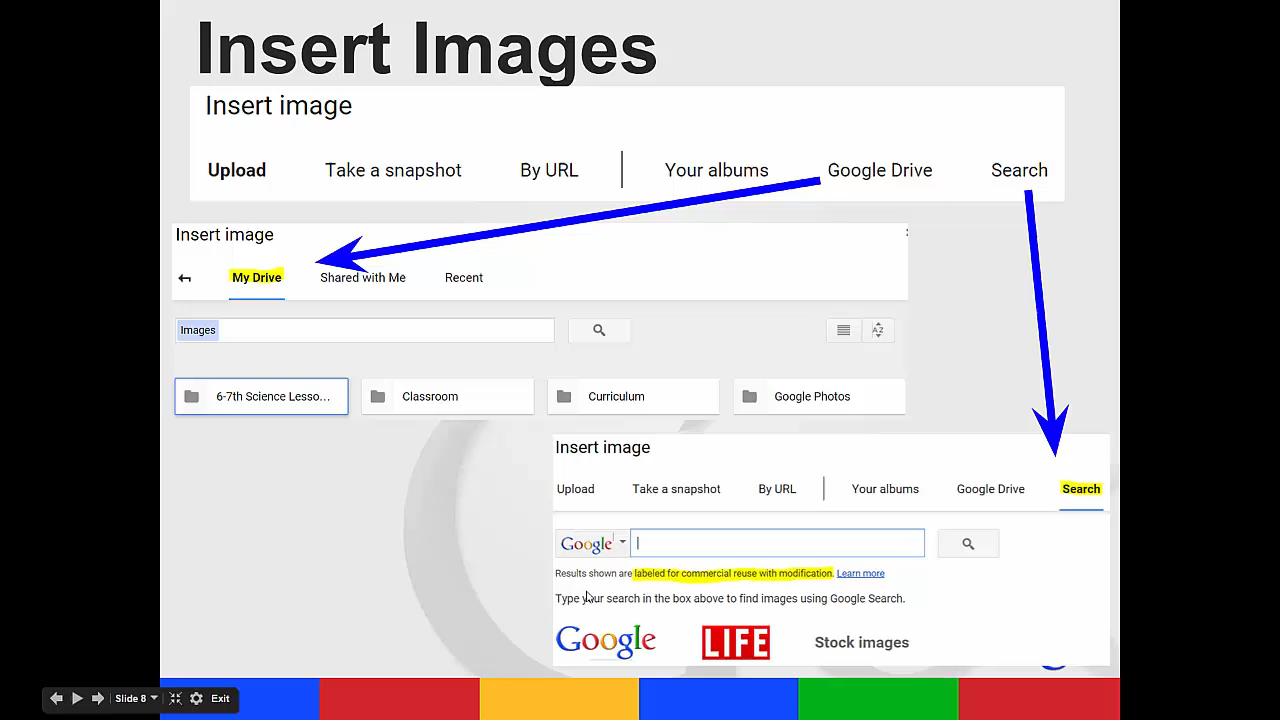 Insert Images
Insert image
Upload Take a snapshot By URL Your albums Google Drive Search
Insert image
My Drive Shared with Me Recent
Images
A Z
6-7th Science Lesso... Classroom Curriculum Google Photos
Insert image
Upload Take a snapshot By URL Your albums Google Drive Search
Google
Results shown are labeled for commercial reuse with modification. Learn more
Type your search in the box above to find images using Google Search.
Google LIFE Stock images
Slide 8 Exit